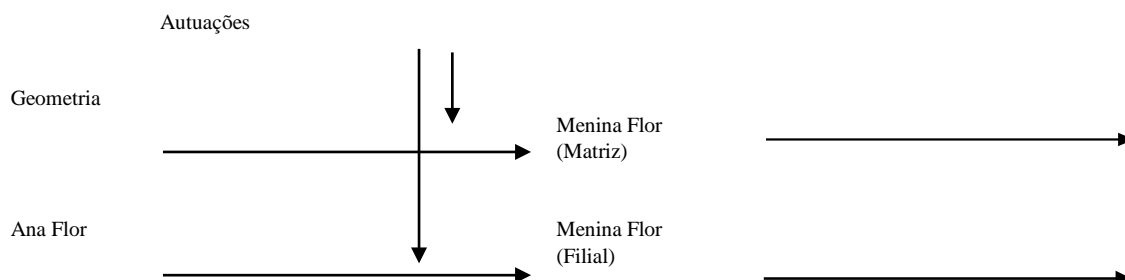 Autuações
Geometria
Menina Flor
(Matriz)
Ana Flor
Menina Flor
(Filial)